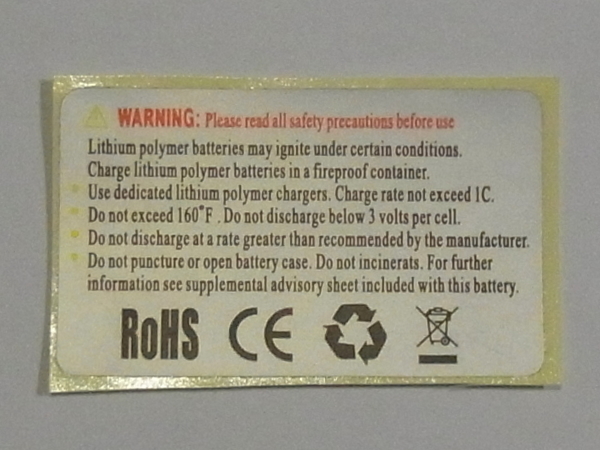 WARNING: Please read all safety precautions before use
Lithium polymer batteries may ignite under certain conditions.
Charge lithium polymer batteries in a fireproof container.
Use dedicated lithium polymer chargers. Charge rate not exceed 1C.
Do not exceed 160°F . Do not discharge below 3 volts per cell.
Do not discharge at a rate greater than recommended by the manufacturer.
Do not puncture or open battery case. Do not incinerats. For further
information see supplemental advisory sheet included with this battery.
RoHS CE